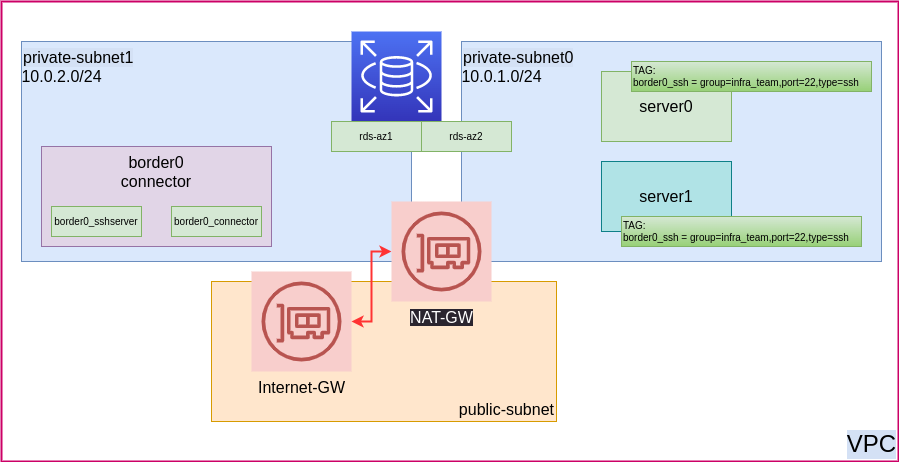 private-subnet1
10.0.2.0/24
private-subnet0
10.0.1.0/24
TAG:
border0_ssh = group=infra_team,port=22,type=ssh
server0
rds-az1
rds-az2
border0
connector
border0_sshserver
border0_connector
server1
TAG:
border0_ssh = group=infra_team,port=22,type=ssh
NAT-GW
Internet-GW
public-subnet
VPC